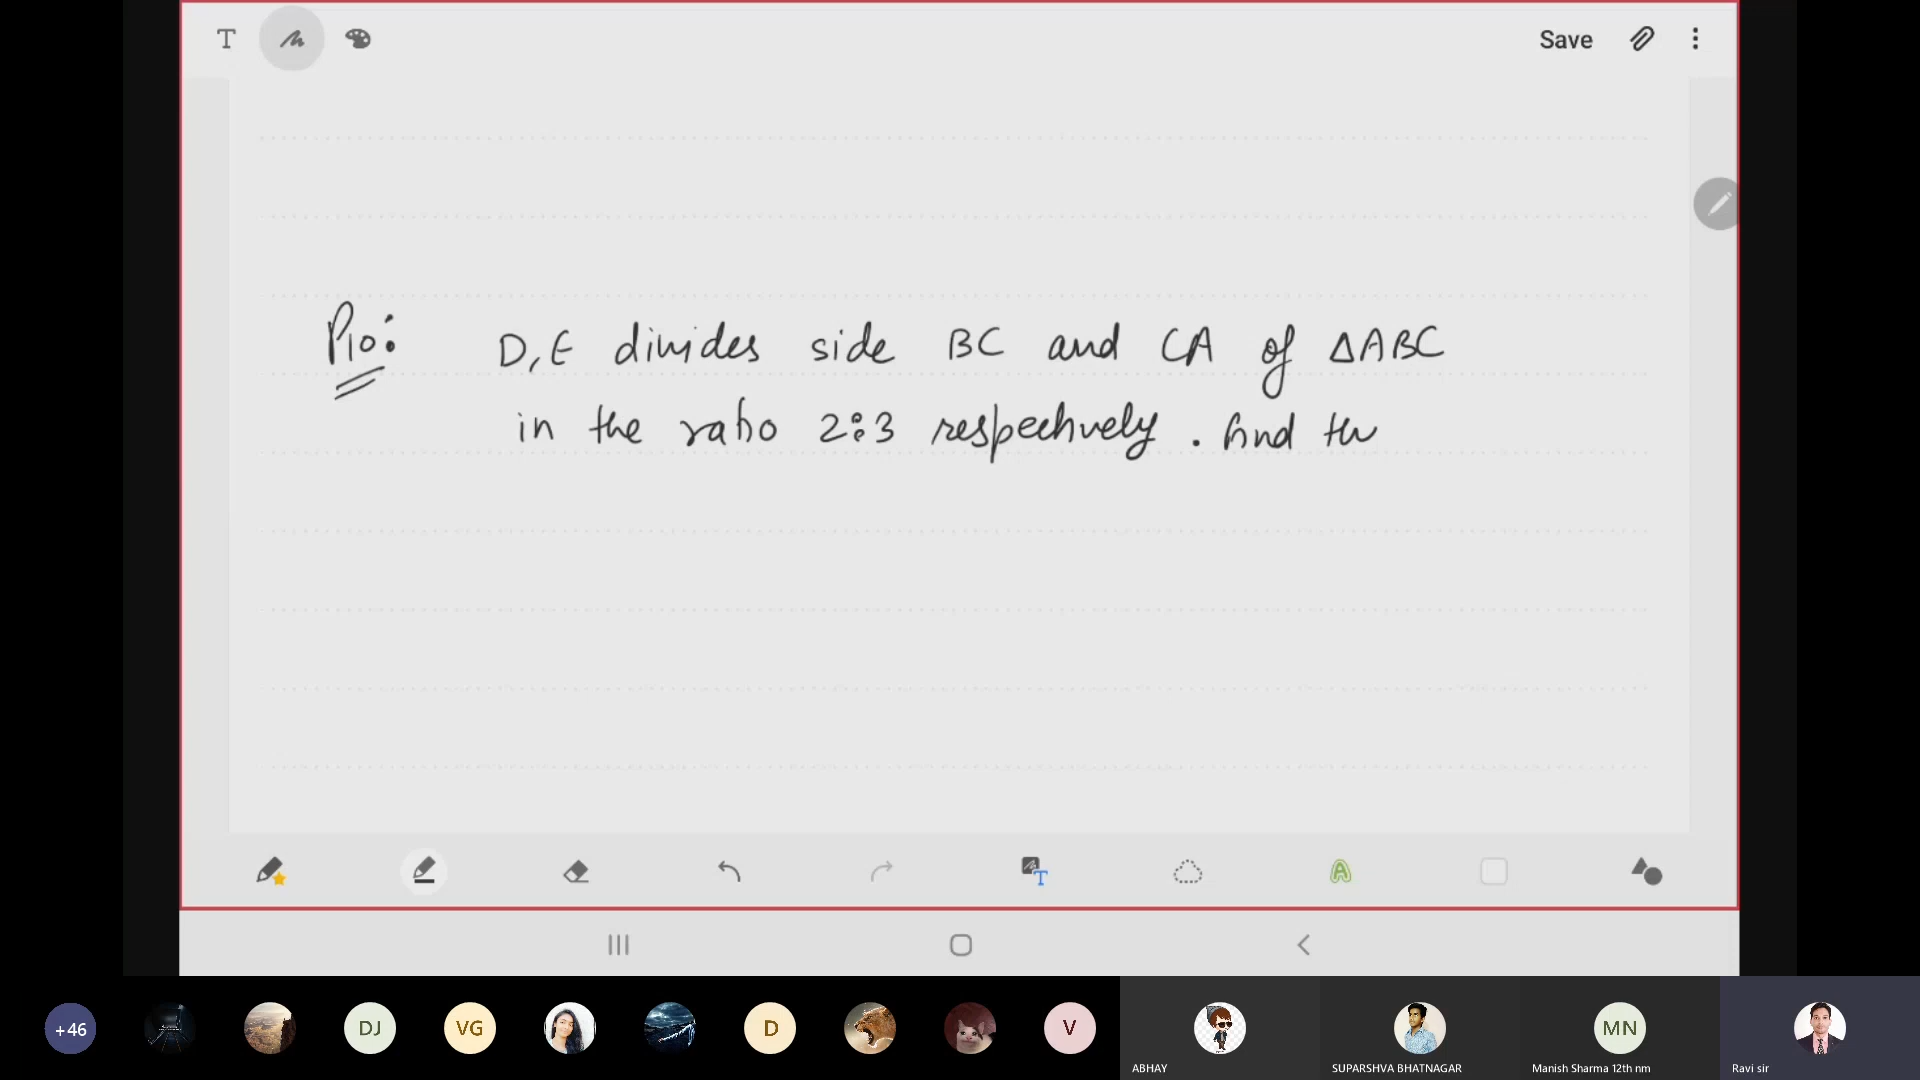 T Save
P10: D, E divides side BC and CA of ΔABC
in the ratio 2:3 respectively. find the
T A
+46 DJ VG D V MN
ABHAY SUPARSHVA BHATNAGAR Manish Sharma 12th nm Ravi sir